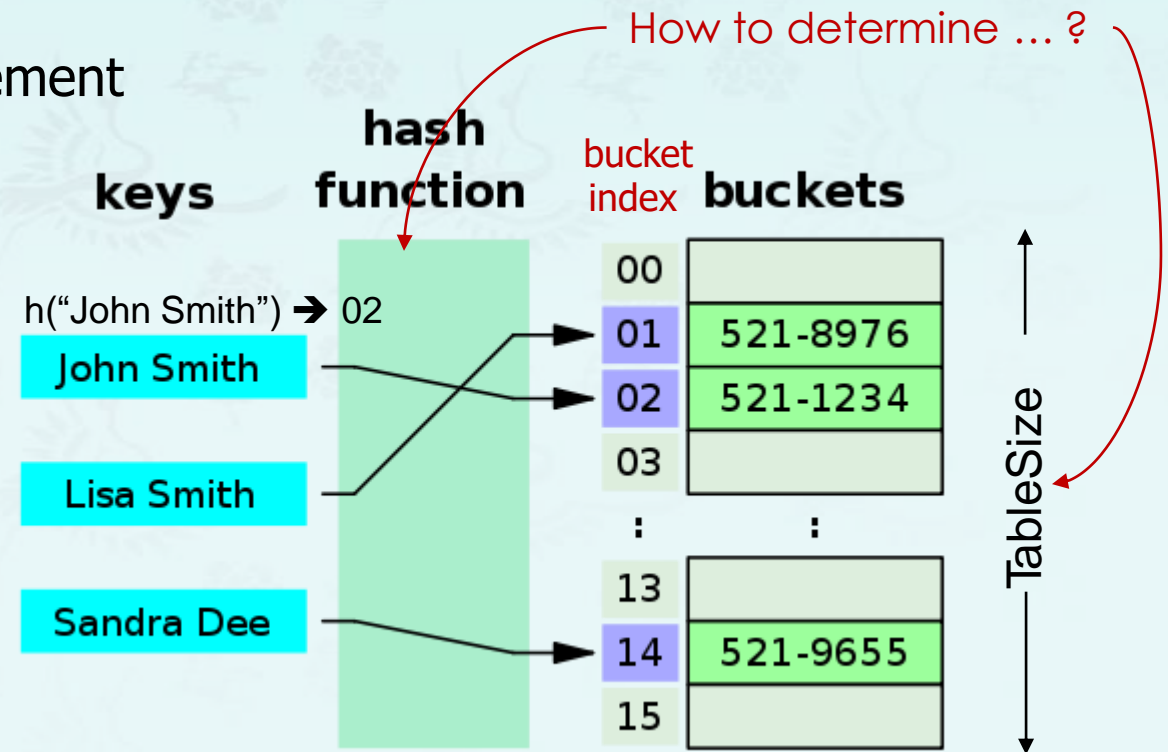 How to determine … ?
ement
hash
function
keys
bucket
index
buckets
h(“John Smith”) ➔ 02
John Smith
Lisa Smith
Sandra Dee
00
01 521-8976
02 521-1234
03
: :
13
14 521-9655
15
TableSize